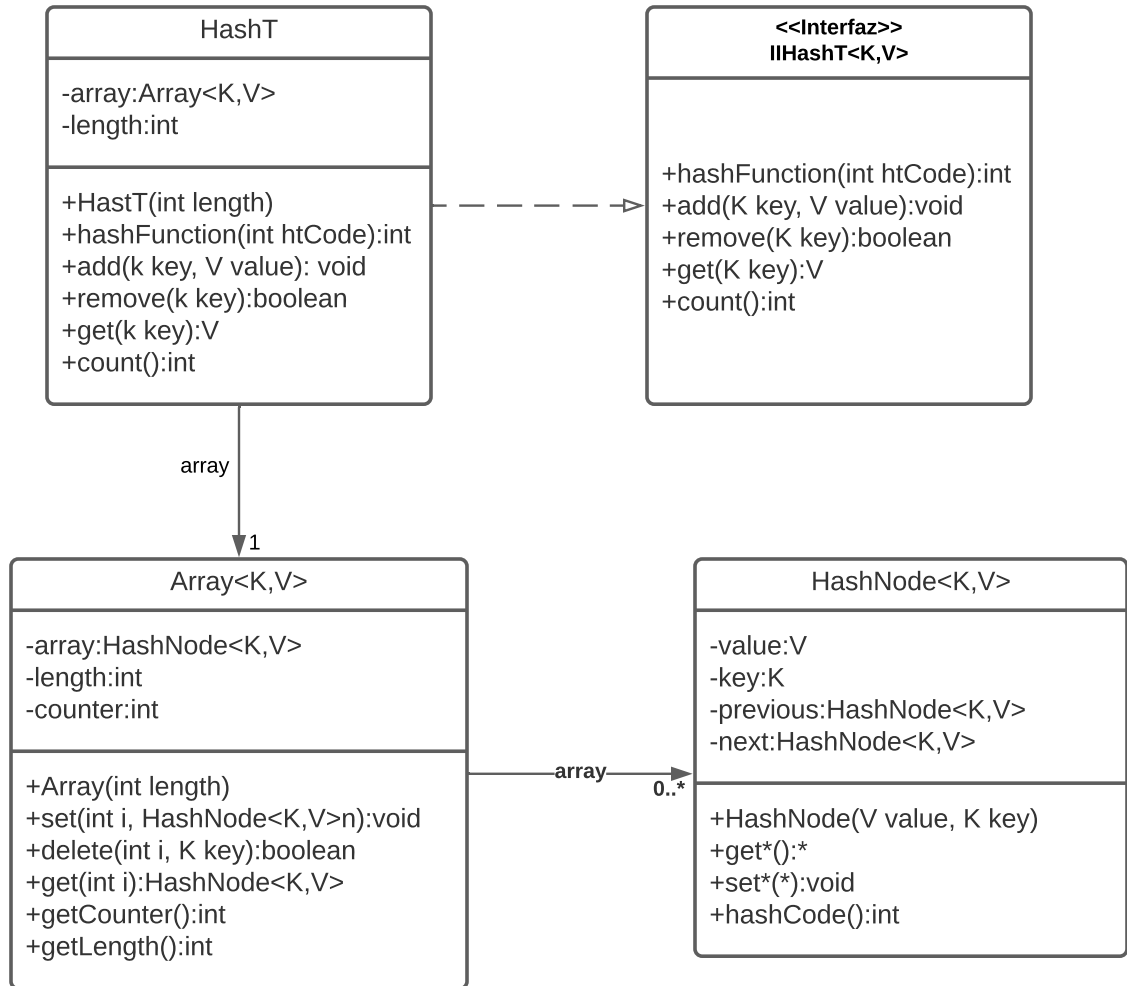 HashT
-array:Array<K,V>
-length:int
+HastT(int length)
+hashFunction(int htCode):int
+add(k key, V value): void
+remove(k key):boolean
+get(k key):V
+count():int
<<Interfaz>>
IIHashT<K,V>
+hashFunction(int htCode):int
+add(K key, V value):void
+remove(K key):boolean
+get(K key):V
+count():int
array
1
Array<K,V>
-array:HashNode<K,V>
-length:int
-counter:int
+Array(int length)
+set(int i, HashNode<K,V>n):void
+delete(int i, K key):boolean
+get(int i):HashNode<K,V>
+getCounter():int
+getLength():int
array
0..*
HashNode<K,V>
-value:V
-key:K
-previous:HashNode<K,V>
-next:HashNode<K,V>
+HashNode(V value, K key)
+get*():*
+set*(*):void
+hashCode():int